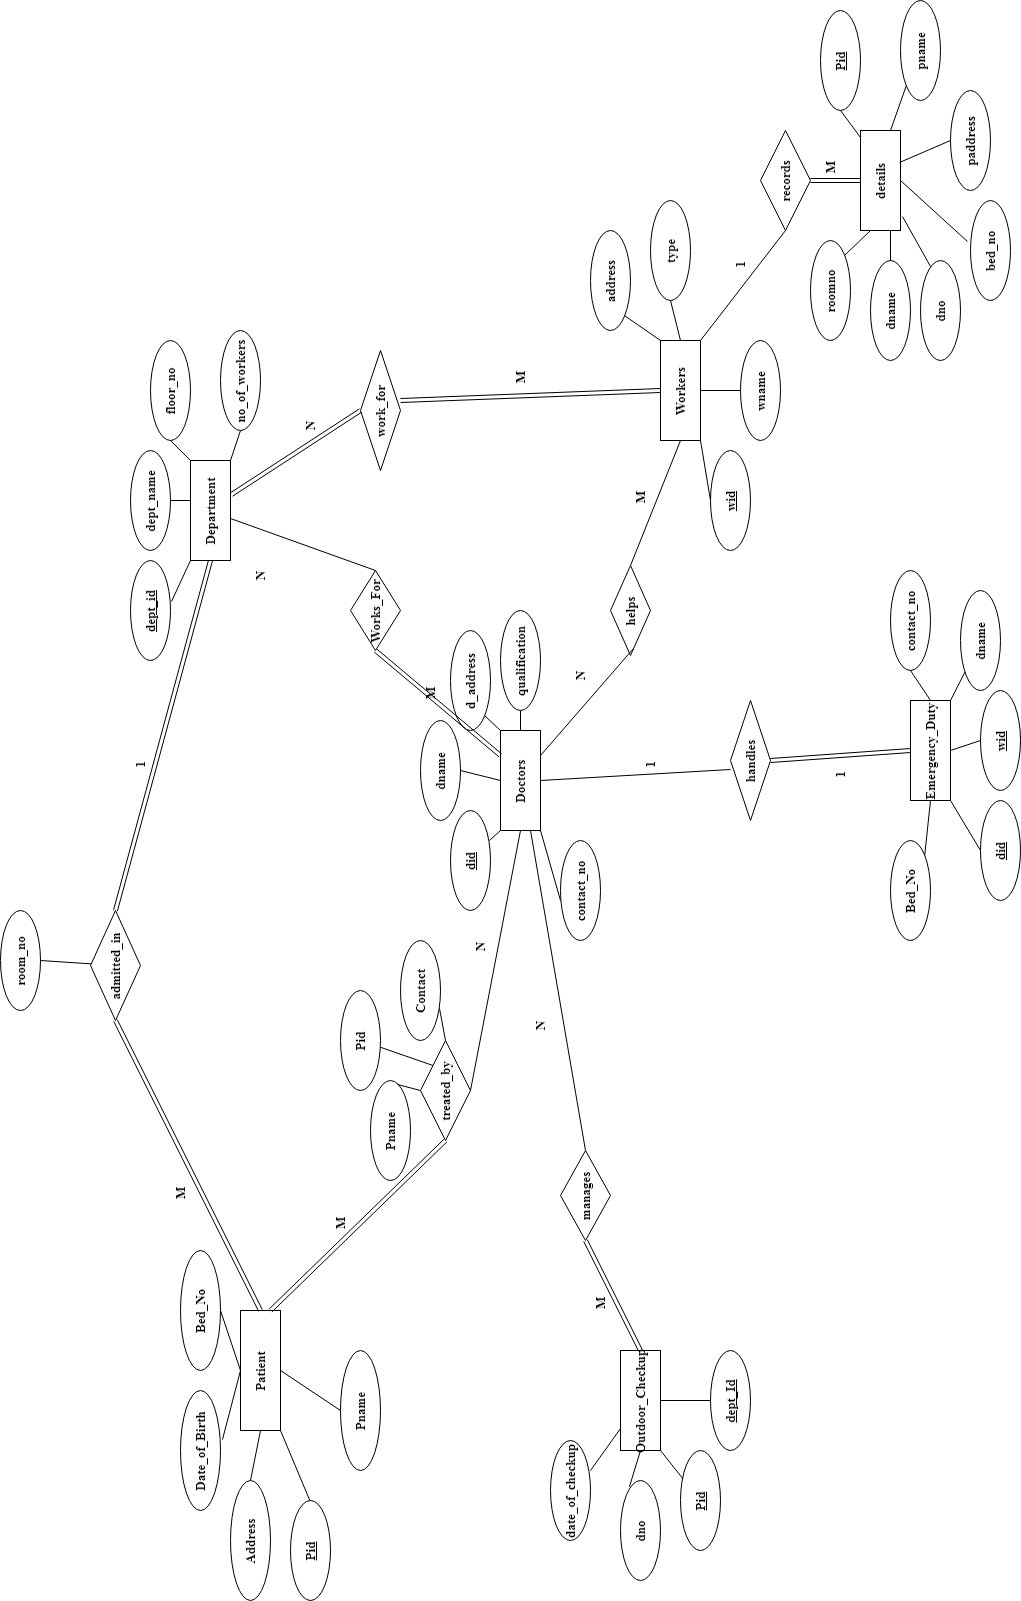 Pid
pname
paddress
bed_no
dno
dname
roomno
details
M
records
1
type
address
Workers
wname
wid
M
work_for
N
floor_no
no_of_workers
dept_name
dept_id
Department
N
Works_For
M
d_address
qualification
dname
did
Doctors
contact_no
M
helps
N
1
handles
1
contact_no
dname
Emergency_Duty
wid
did
Bed_No
1
room_no
admitted_in
M
N
Contact
Pid
Pname
treated_by
M
N
manages
M
Bed_No
Date_of_Birth
Patient
Pname
Address
Pid
Outdoor_Checkup
dept_Id
date_of_checkup
dno
Pid